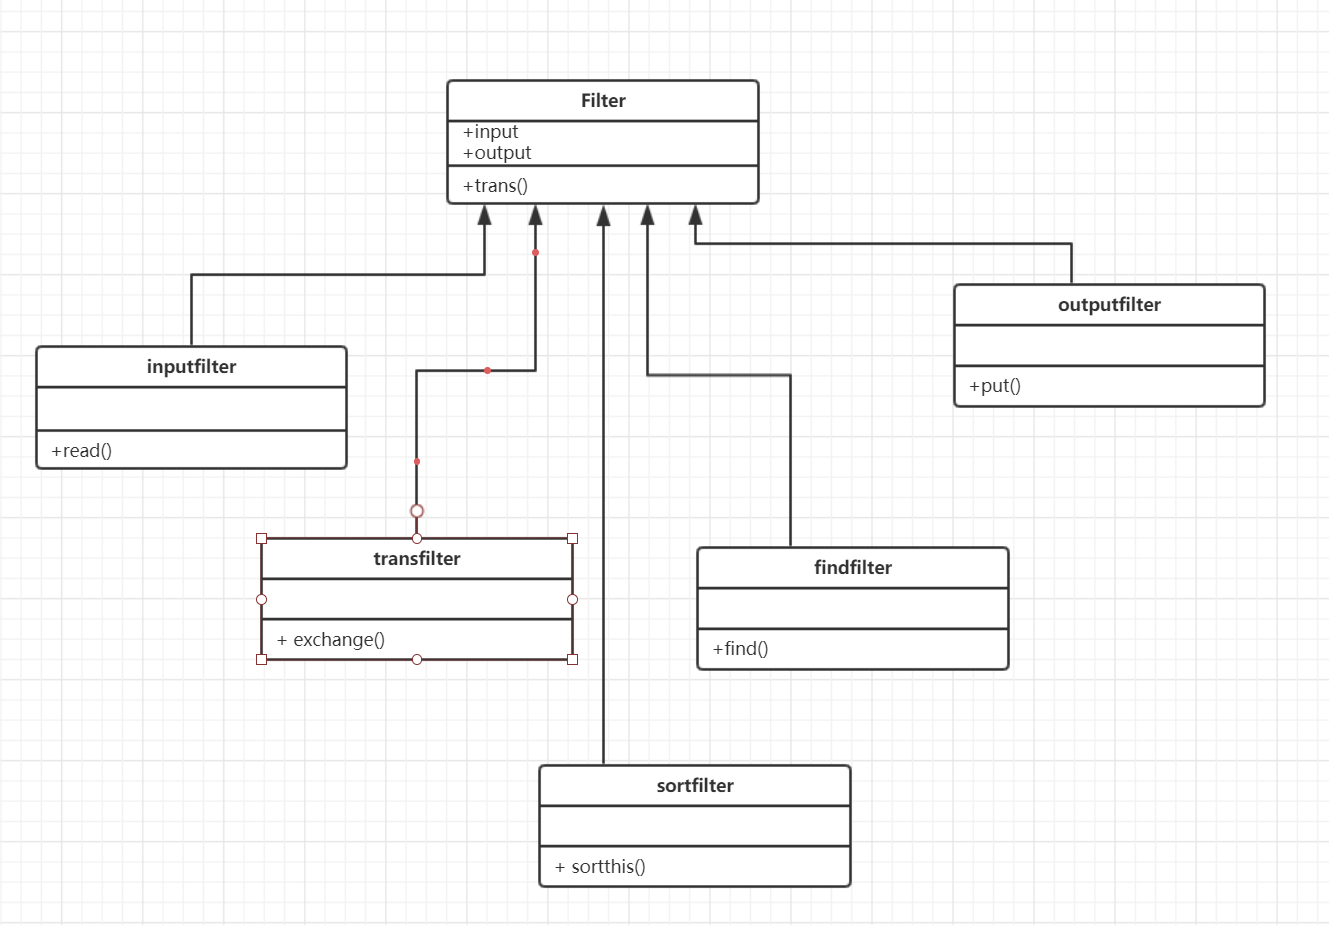 Filter
+input
+output
+trans()
outputfilter
+put()
inputfilter
+read()
transfilter
+ exchange()
findfilter
+find()
sortfilter
+ sortthis()